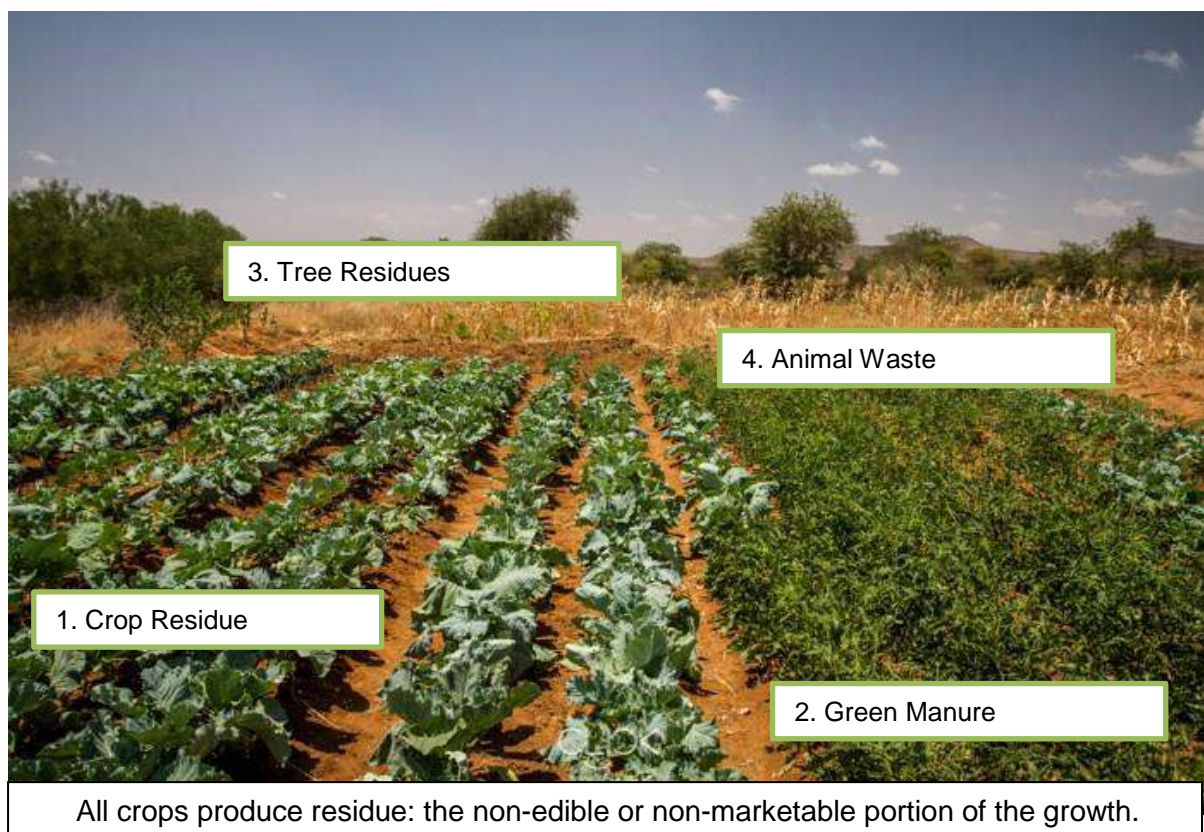 3. Tree Residues
4. Animal Waste
1. Crop Residue
2. Green Manure
CLICK
All crops produce residue: the non-edible or non-marketable portion of the growth.